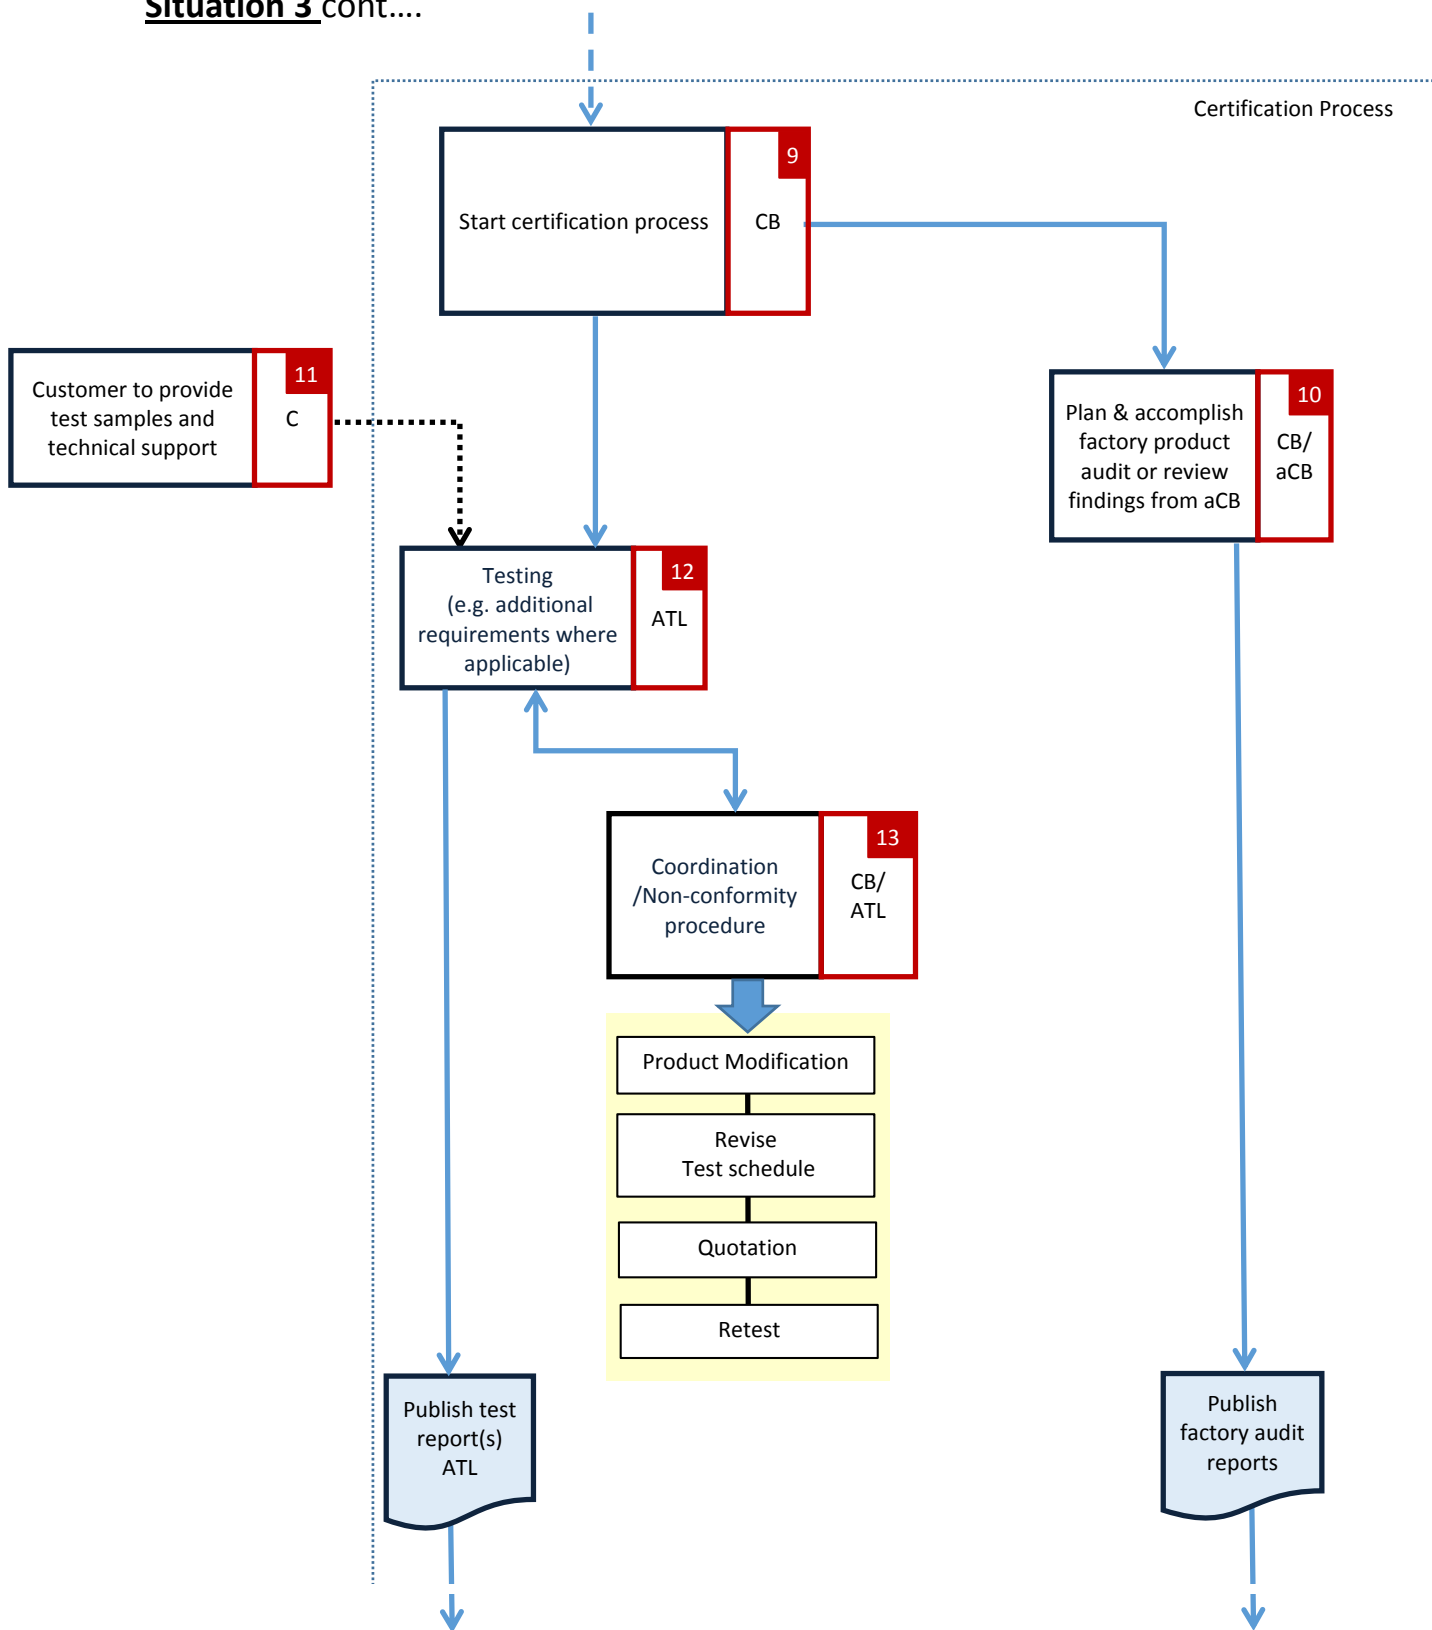 Situation 3 cont....
Certification Process
9
Start certification process
CB
11
Customer to provide
test samples and
technical support
C
10
Plan & accomplish
factory product
audit or review
findings from aCB
CB/
aCB
12
Testing
(e.g. additional
requirements where
applicable)
ATL
13
Coordination
/Non-conformity
procedure
CB/
ATL
Product Modification
Revise
Test schedule
Quotation
Retest
Publish test
report(s)
ATL
Publish
factory audit
reports